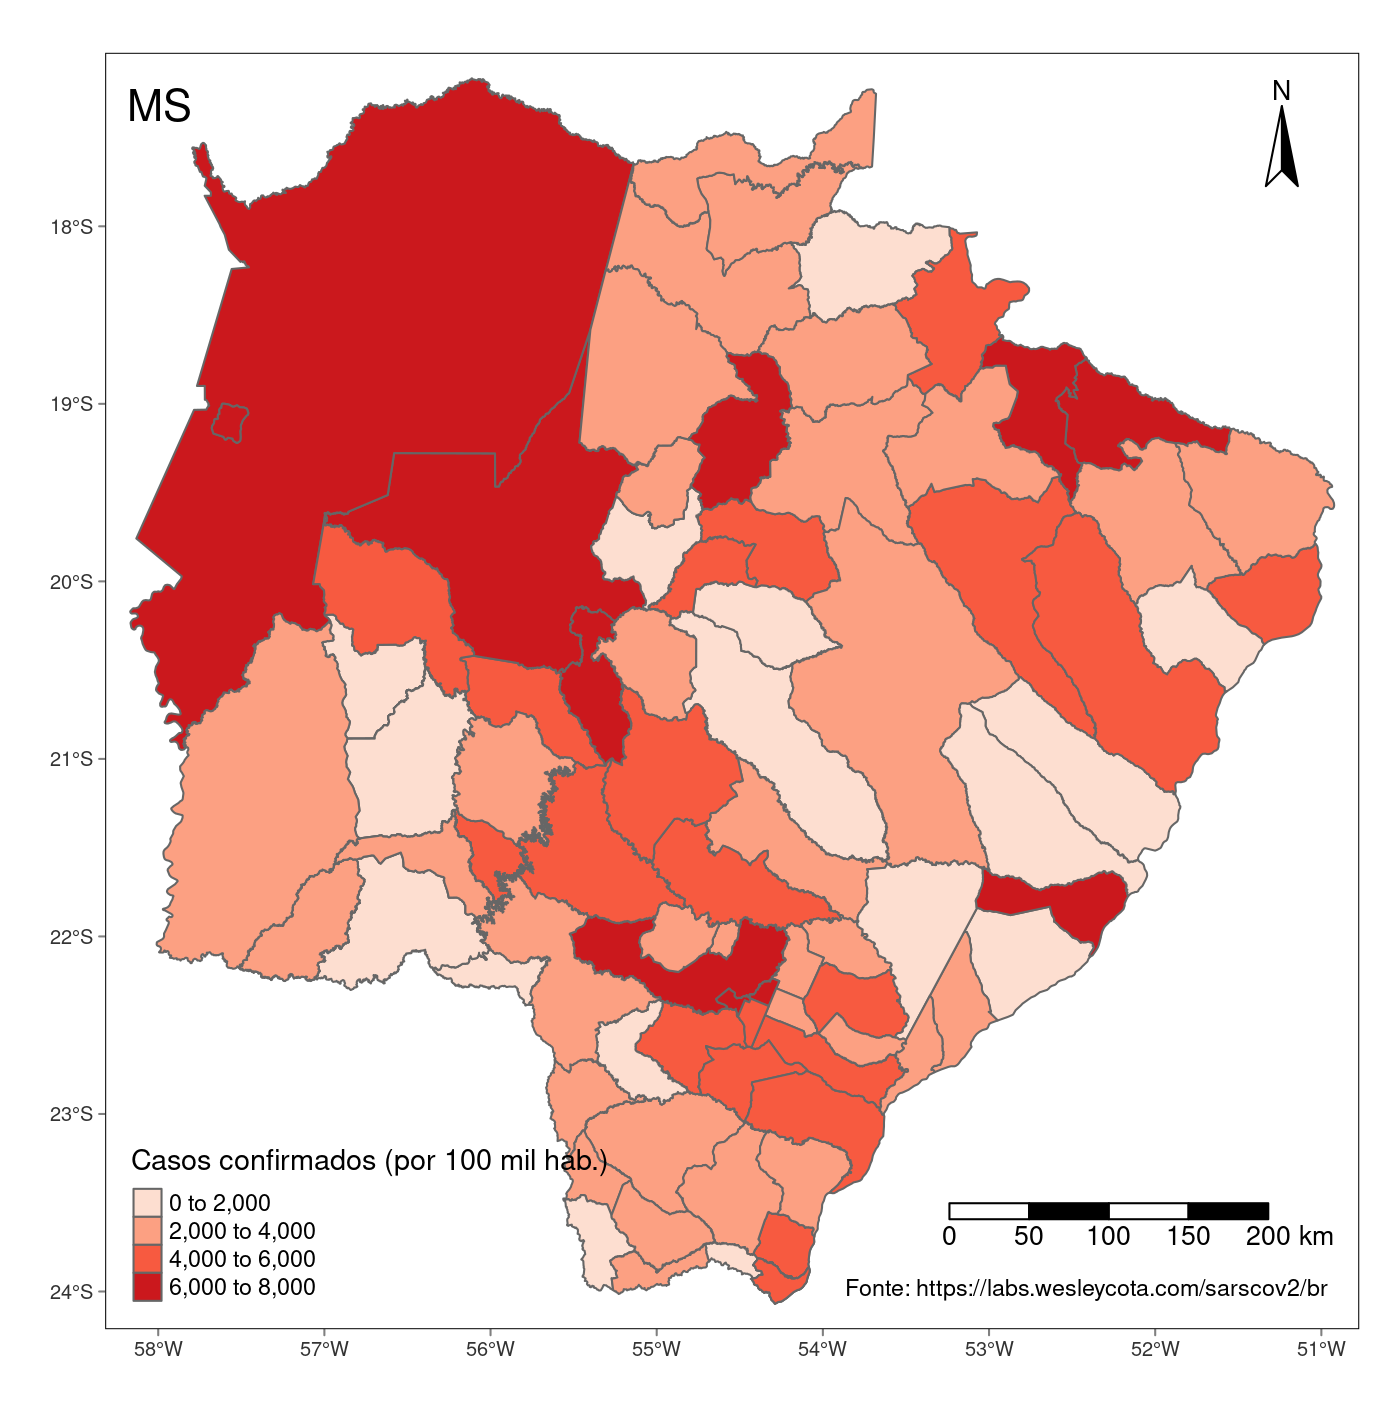 MS
N
18°S
19°S
20°S
21°S
22°S
23°S
24°S
Casos confirmados (por 100 mil hab.)
0 to 2,000
2,000 to 4,000
4,000 to 6,000
6,000 to 8,000
0 50 100 150 200 km
Fonte: https://labs.wesleycota.com/sarscov2/br
58°W 57°W 56°W 55°W 54°W 53°W 52°W 51°W